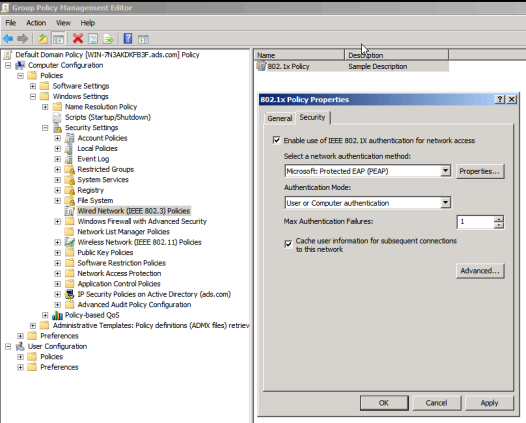 Group Policy Management Editor
File Action View Help
Default Domain Policy [WIN-7N3AKDKFB3F.ads.com] Policy
Computer Configuration
Policies
Software Settings
Windows Settings
Name Resolution Policy
Scripts (Startup/Shutdown)
Security Settings
Account Policies
Local Policies
Event Log
Restricted Groups
System Services
Registry
File System
Wired Network (IEEE 802.3) Policies
Windows Firewall with Advanced Security
Network List Manager Policies
Wireless Network (IEEE 802.11) Policies
Public Key Policies
Software Restriction Policies
Network Access Protection
Application Control Policies
IP Security Policies on Active Directory (ads.com)
Advanced Audit Policy Configuration
Policy-based QoS
Administrative Templates: Policy definitions (ADMX files) retriev
Preferences
User Configuration
Policies
Preferences
Name Description
802.1x Policy Sample Description
802.1x Policy Properties
General Security
Enable use of IEEE 802.1X authentication for network access
Select a network authentication method:
Microsoft: Protected EAP (PEAP) Properties...
Authentication Mode:
User or Computer authentication
Max Authentication Failures: 1
Cache user information for subsequent connections
to this network
Advanced...
OK Cancel Apply